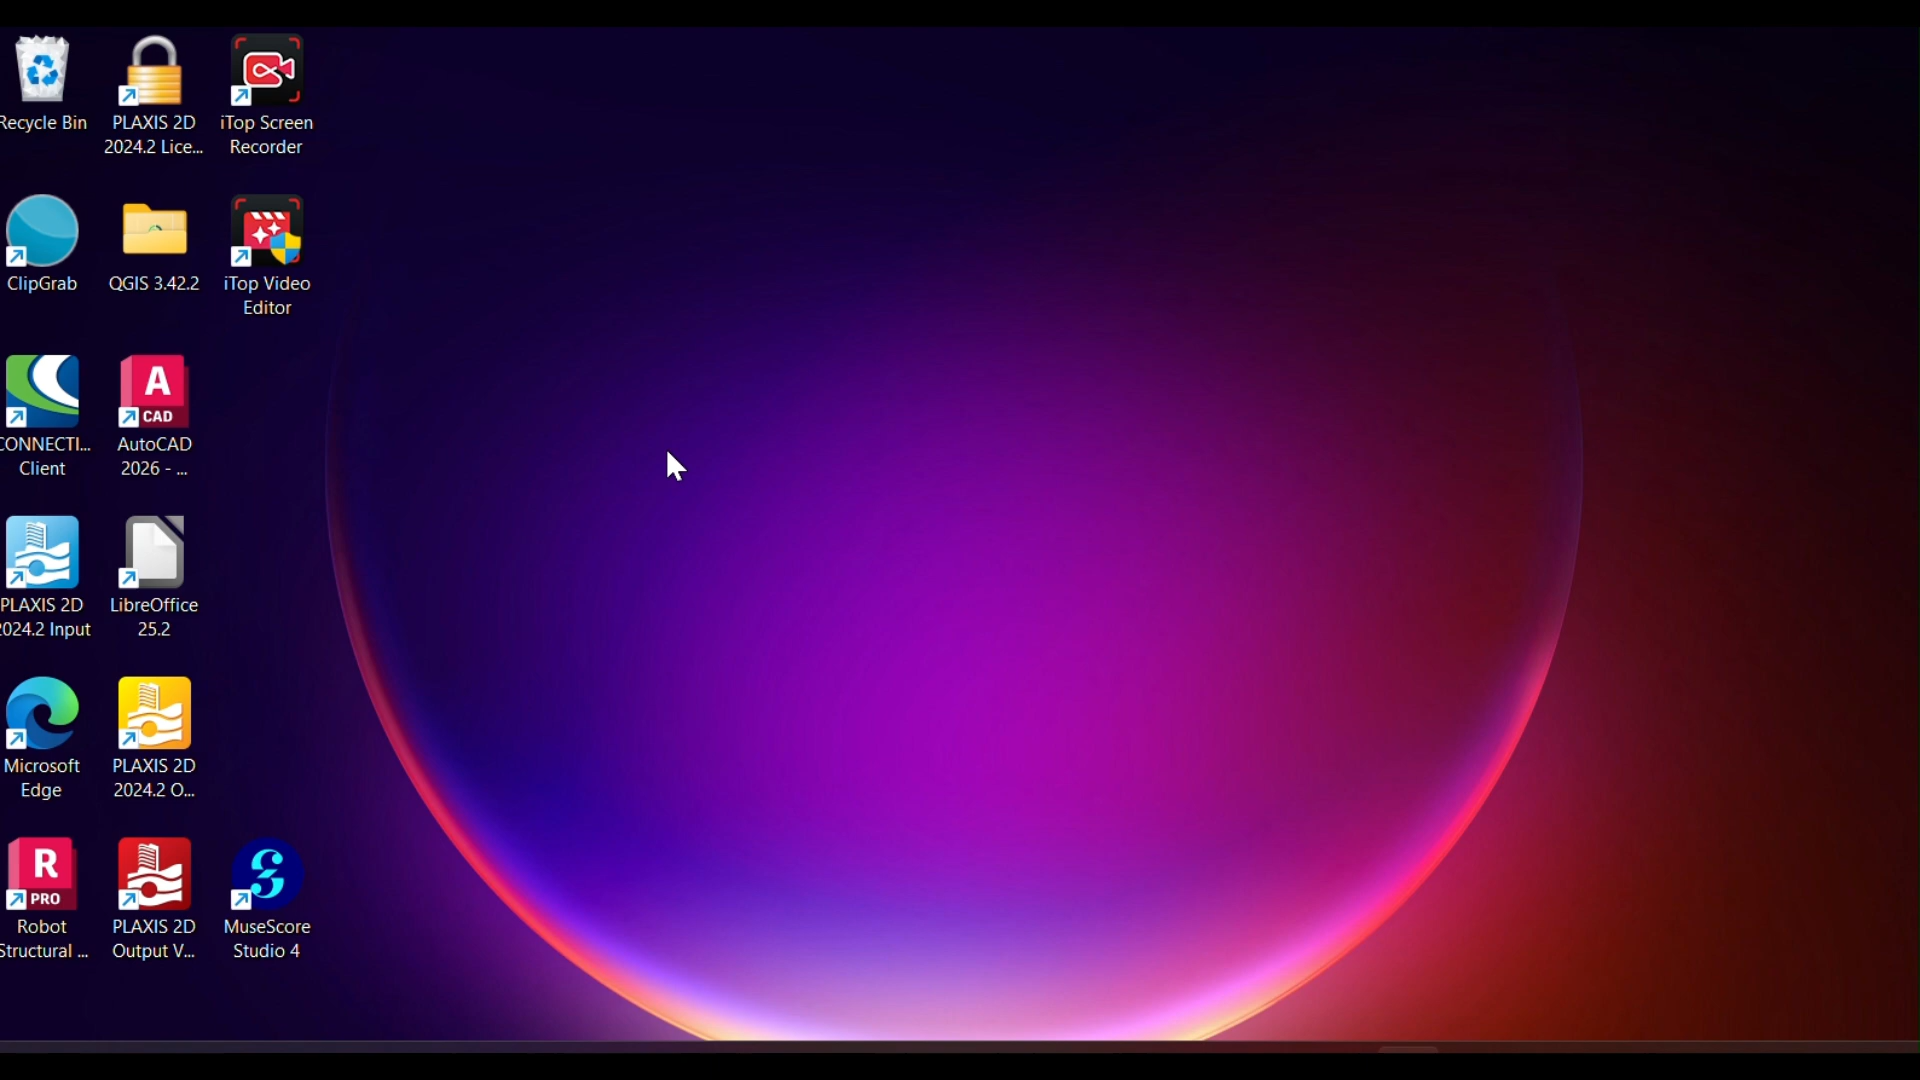 Recycle Bin
PLAXIS 2D
2024.2 Lice...
iTop Screen
Recorder
ClipGrab
QGIS 3.42.2
iTop Video
Editor
CONNECTI...
Client
A
CAD
AutoCAD
2026 - ...
PLAXIS 2D
2024.2 Input
LibreOffice
25.2
Microsoft
Edge
PLAXIS 2D
2024.2 O...
R
PRO
Robot
Structural ...
PLAXIS 2D
Output V...
MuseScore
Studio 4